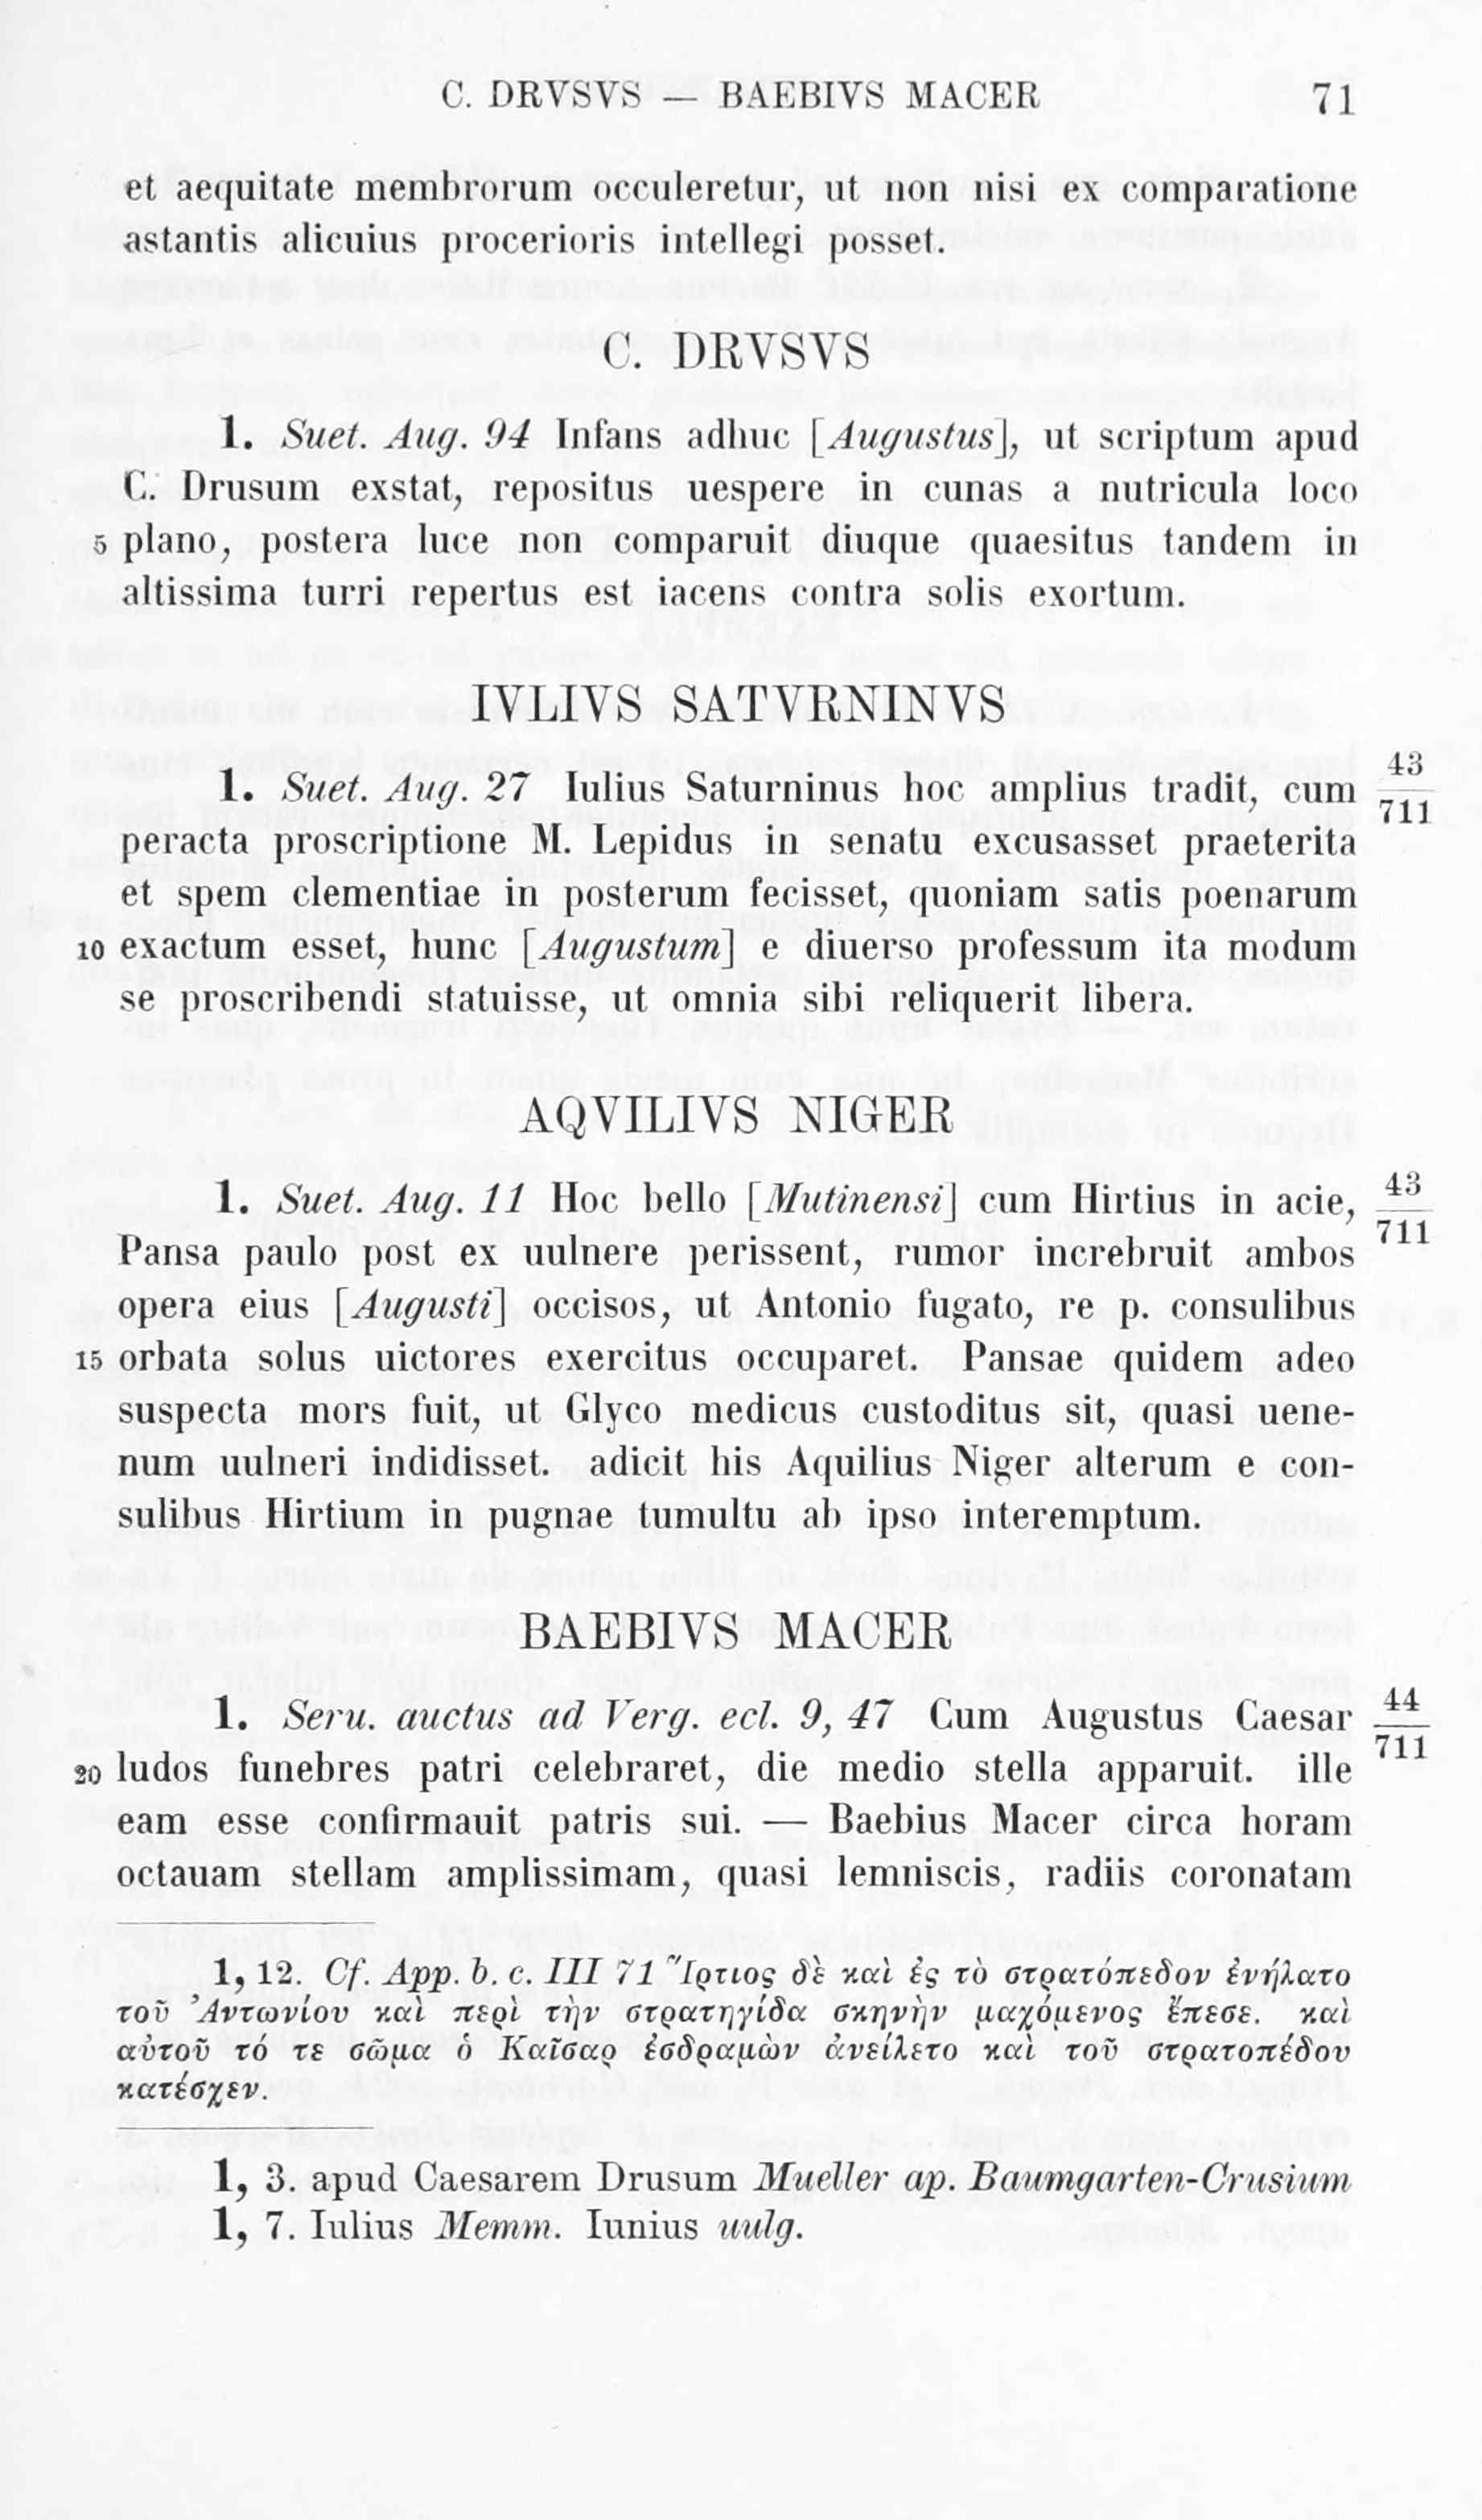 C. DRVSVS — BAEBIVS MACER 71
et aequitate membrorum occuleretur, ut non nisi ex comparatione
astantis alicuius procerioris intellegi posset.
C. DRVSVS
1. Suet. Aug. 94 Infans adhuc [Augustus], ut scriptum apud
C. Drusum exstat, repositus uespere in cunas a nutricula loco
5 plano, postera luce non comparuit diuque quaesitus tandem in
altissima turri repertus est iacens contra solis exortum.
IVLIVS SATVRNINVS
1. Suet. Aug. 27 Iulius Saturninus hoc amplius tradit, cum 43/711
peracta proscriptione M. Lepidus in senatu excusasset praeterita
et spem clementiae in posterum fecisset, quoniam satis poenarum
10 exactum esset, hunc [Augustum] e diuerso professum ita modum
se proscribendi statuisse, ut omnia sibi reliquerit libera.
AQVILIVS NIGER
1. Suet. Aug. 11 Hoc bello [Mutinensi] cum Hirtius in acie, 43/711
Pansa paulo post ex uulnere perissent, rumor increbruit ambos
opera eius [Augusti] occisos, ut Antonio fugato, re p. consulibus
15 orbata solus uictores exercitus occuparet. Pansae quidem adeo
suspecta mors fuit, ut Glyco medicus custoditus sit, quasi uene-
num uulneri indidisset. adicit his Aquilius Niger alterum e con-
sulibus Hirtium in pugnae tumultu ab ipso interemptum.
BAEBIVS MACER
1. Seru. auctus ad Verg. ecl. 9, 47 Cum Augustus Caesar 44/711
20 ludos funebres patri celebraret, die medio stella apparuit. ille
eam esse confirmauit patris sui. — Baebius Macer circa horam
octauam stellam amplissimam, quasi lemniscis, radiis coronatam
1, 12. Cf. App. b. c. III 71 Ἵρτιος δὲ καὶ ἐς τὸ στρατόπεδον ἐνήλατο
τοῦ Ἀντωνίου καὶ περὶ τὴν στρατηγίδα σκηνὴν μαχόμενος ἔπεσε. καὶ
αὐτοῦ τό τε σῶμα ὁ Καῖσαρ ἐσδραμὼν ἀνείλετο καὶ τοῦ στρατοπέδου
κατέσχεν.
1, 3. apud Caesarem Drusum Mueller ap. Baumgarten-Crusium
1, 7. Iulius Memm. Iunius uulg.